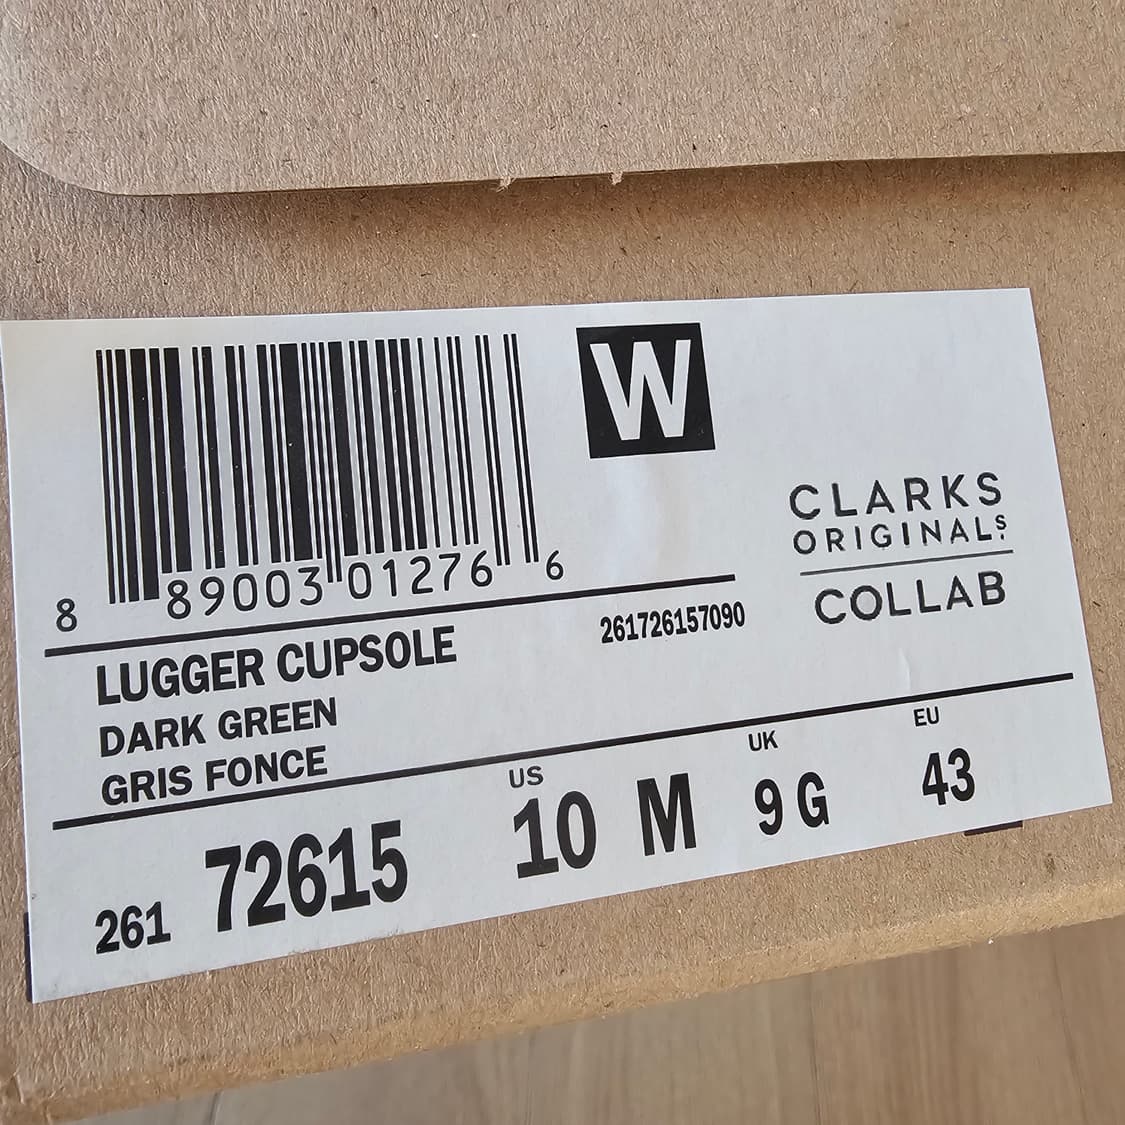 W
8 89003 01276 6
CLARKS
ORIGINALS.
COLLAB
261726157090
LUGGER CUPSOLE
DARK GREEN
GRIS FONCE
US UK EU
261 72615 10 M 9 G 43